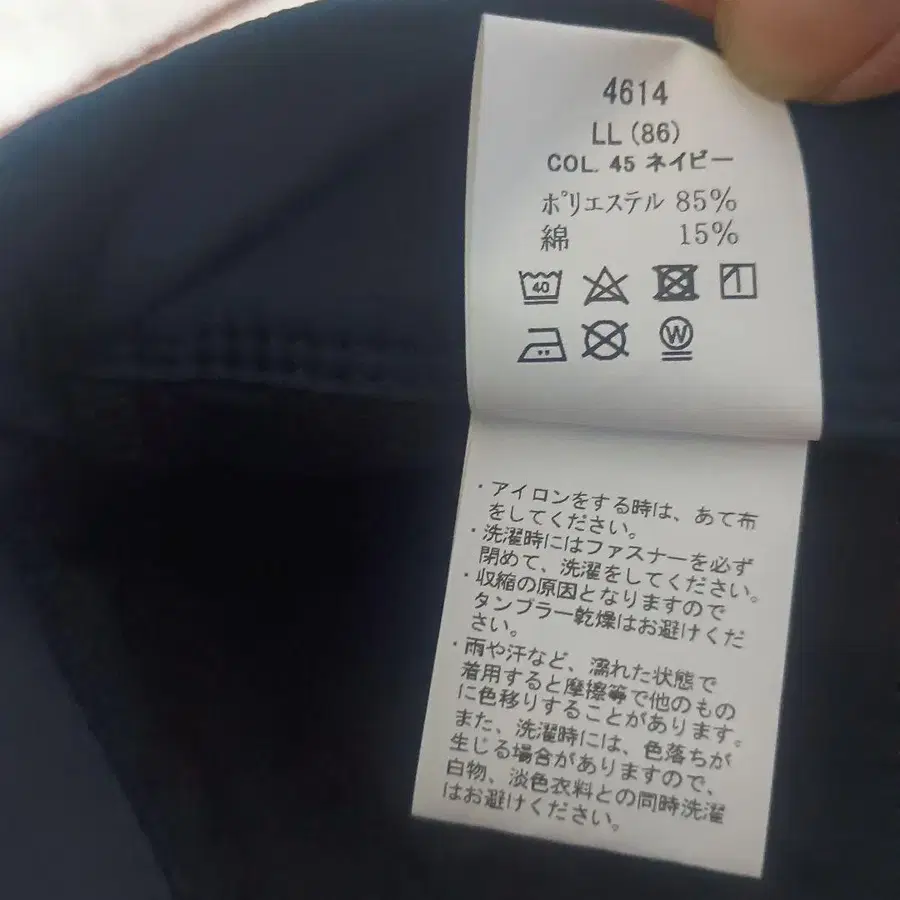 4614
LL (86)
COL. 45 ネイビー
ポリエステル 85%
綿 15%
40
W
・アイロンをする時は、あて布
をしてください。
・洗濯時にはファスナーを必ず
閉めて、洗濯をしてください。
・収縮の原因となりますので
タンブラー乾燥はお避けくだ
さい。
・雨や汗など、濡れた状態で
着用すると摩擦等で他のもの
に色移りすることがあります。
また、洗濯時には、色落ちが
生じる場合がありますので、
白物、淡色衣料との同時洗濯
はお避けください。